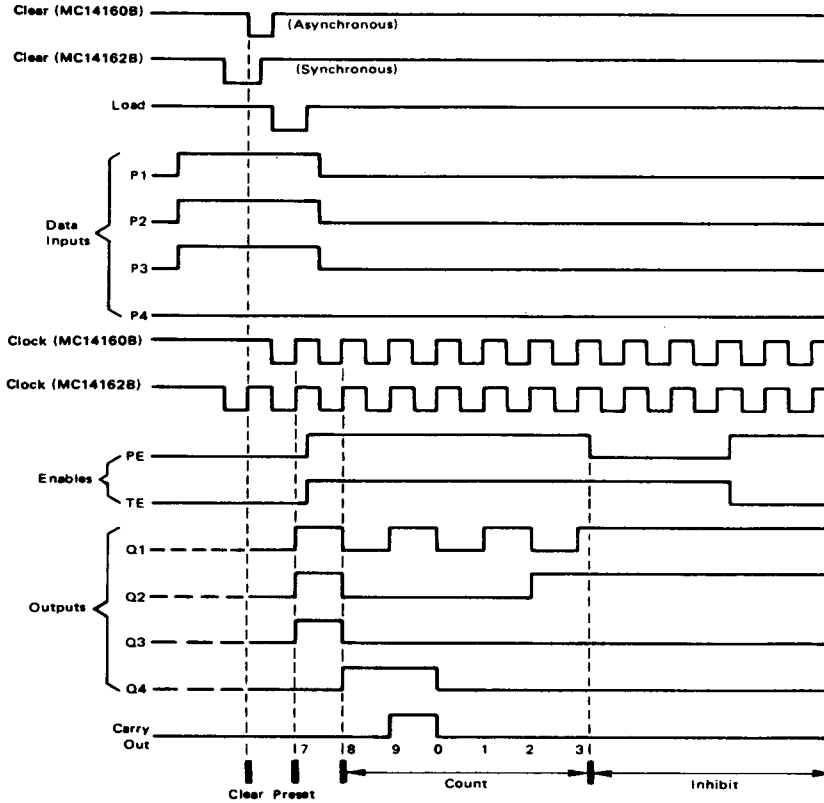 Clear (MC14160B)
(Asynchronous)
Clear (MC14162B)
(Synchronous)
Load
P1
P2
Data
Inputs
P3
P4
Clock (MC14160B)
Clock (MC14162B)
PE
Enables
TE
Q1
Q2
Outputs
Q3
Q4
Carry
Out
7 8 9 0 1 2 3
Clear Preset
Count
Inhibit